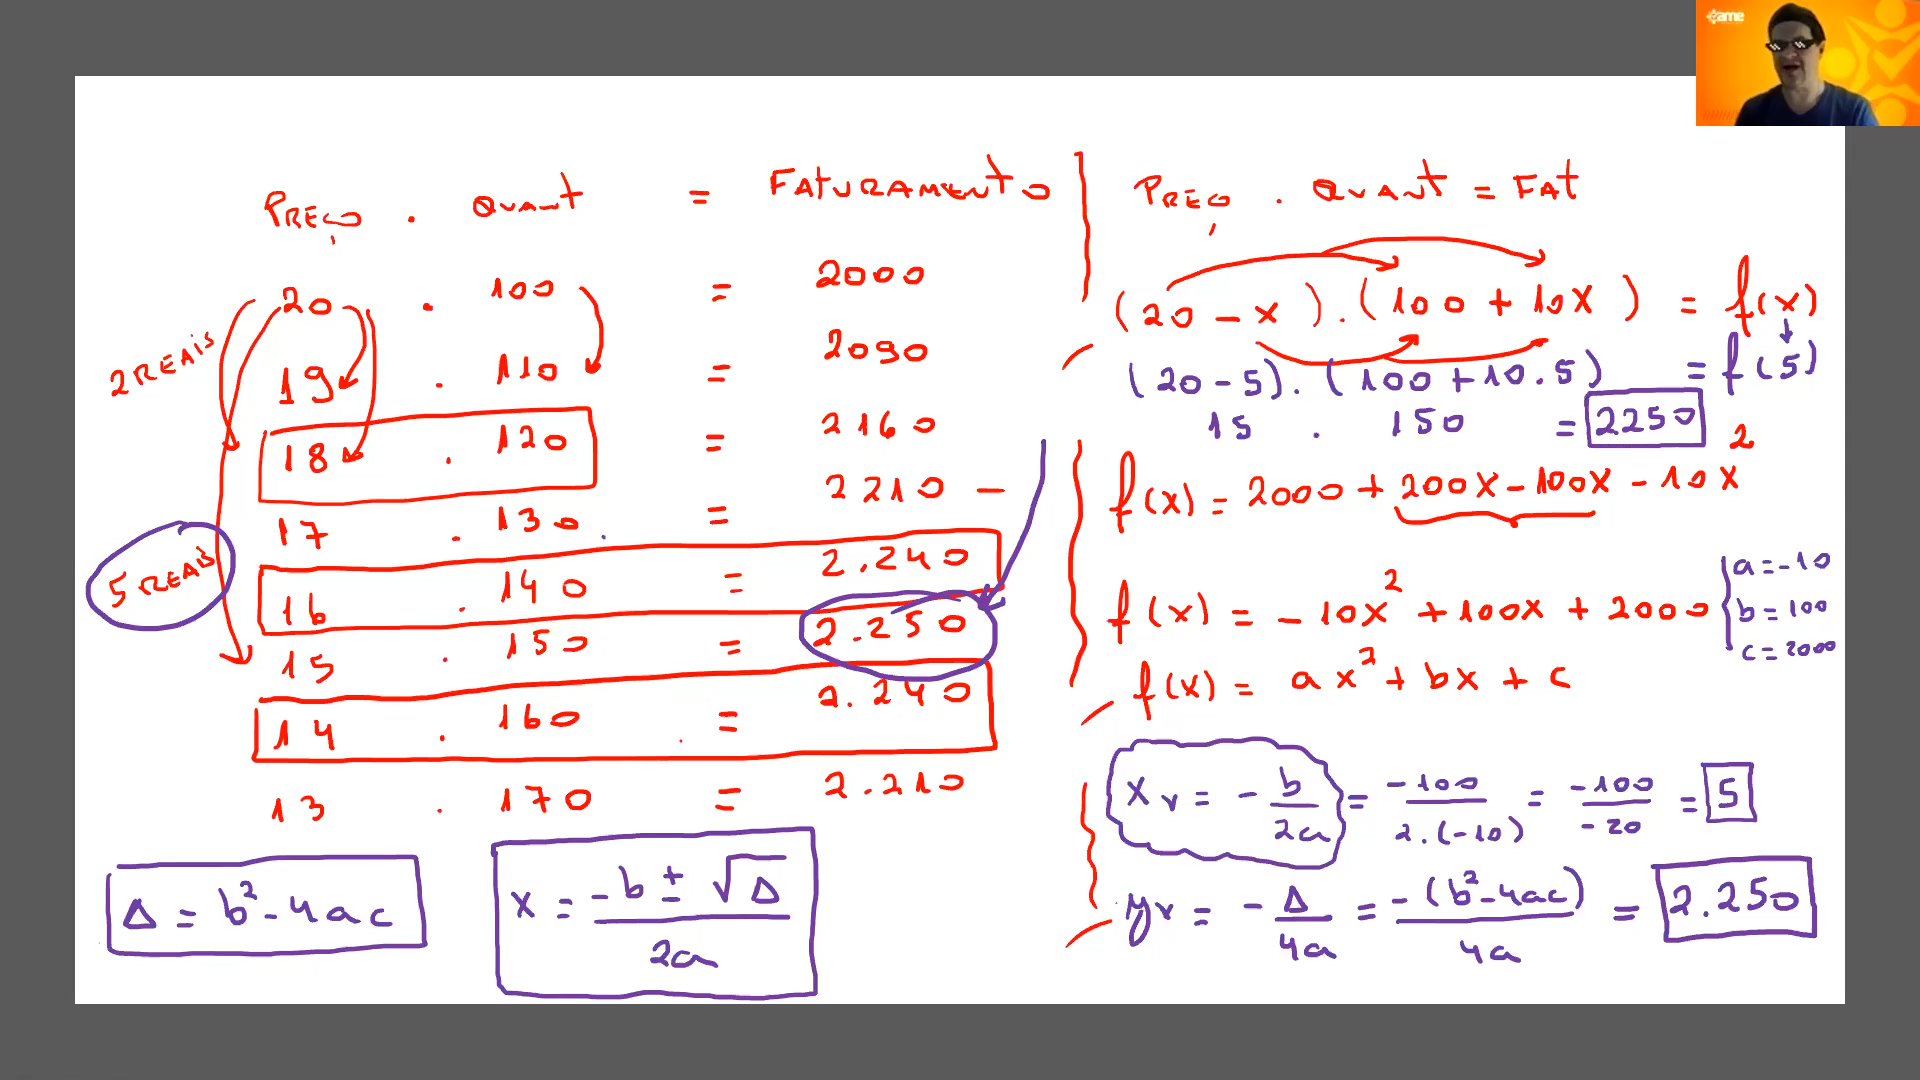 PREÇO . QUANT = FATURAMENTO
20 . 100 = 2000
2 REAIS
19 . 110 = 2090
18 . 120 = 2160
17 . 130 = 2210 –
5 REAIS
16 . 140 = 2.240
15 . 150 = 2.250
14 . 160 = 2.240
13 . 170 = 2.210
Δ = b² - 4ac
x = -b ± √Δ / 2a
PREÇO . QUANT = FAT
(20 - x) . (100 + 10x) = f(x)
(20 - 5) . (100 + 10.5) = f(5)
15 . 150 = 2250
f(x) = 2000 + 200x - 100x - 10x²
f(x) = -10x² + 100x + 2000
a = -10
b = 100
c = 2000
f(x) = ax² + bx + c
xv = - b/2a = -100/2.(-10) = -100/-20 = 5
yv = - Δ/4a = -(b² - 4ac)/4a = 2.250
ame